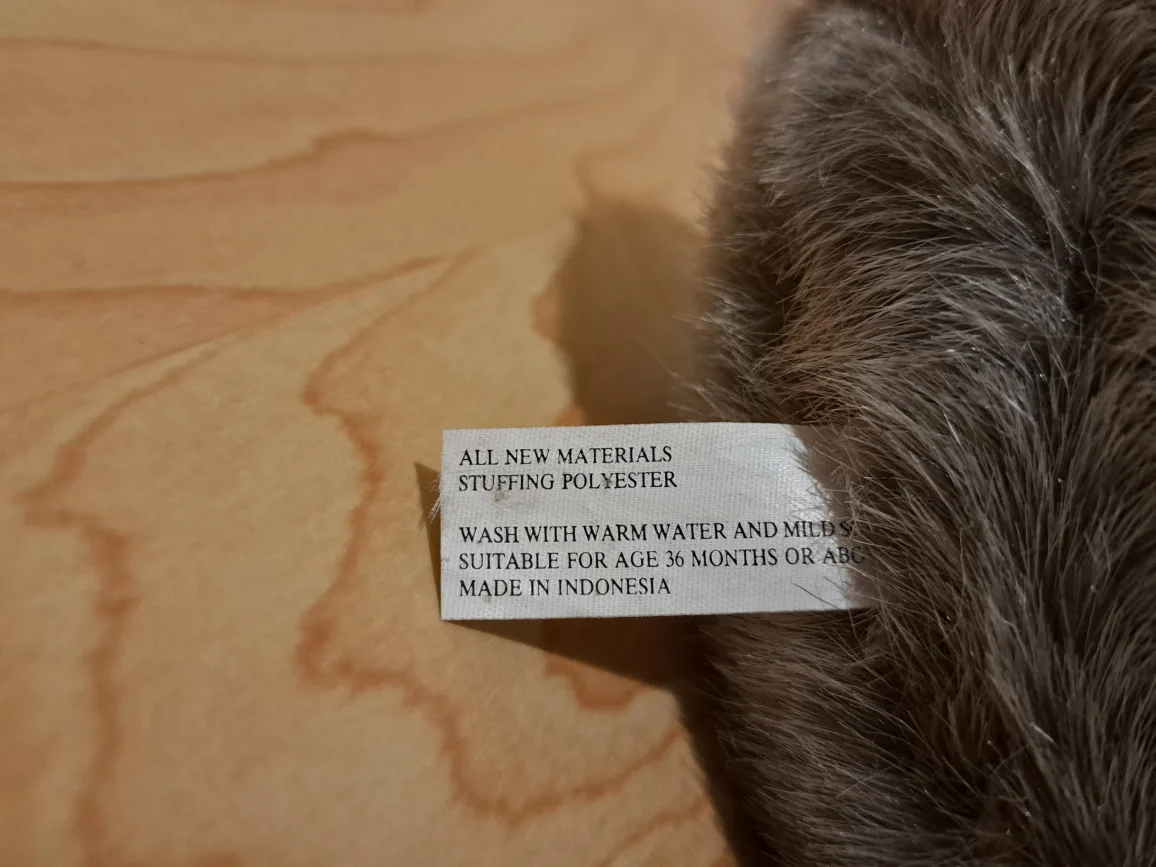 ALL NEW MATERIALS
STUFFING POLYESTER
WASH WITH WARM WATER AND MILD
SUITABLE FOR AGE 36 MONTHS OR
MADE IN INDONESIA